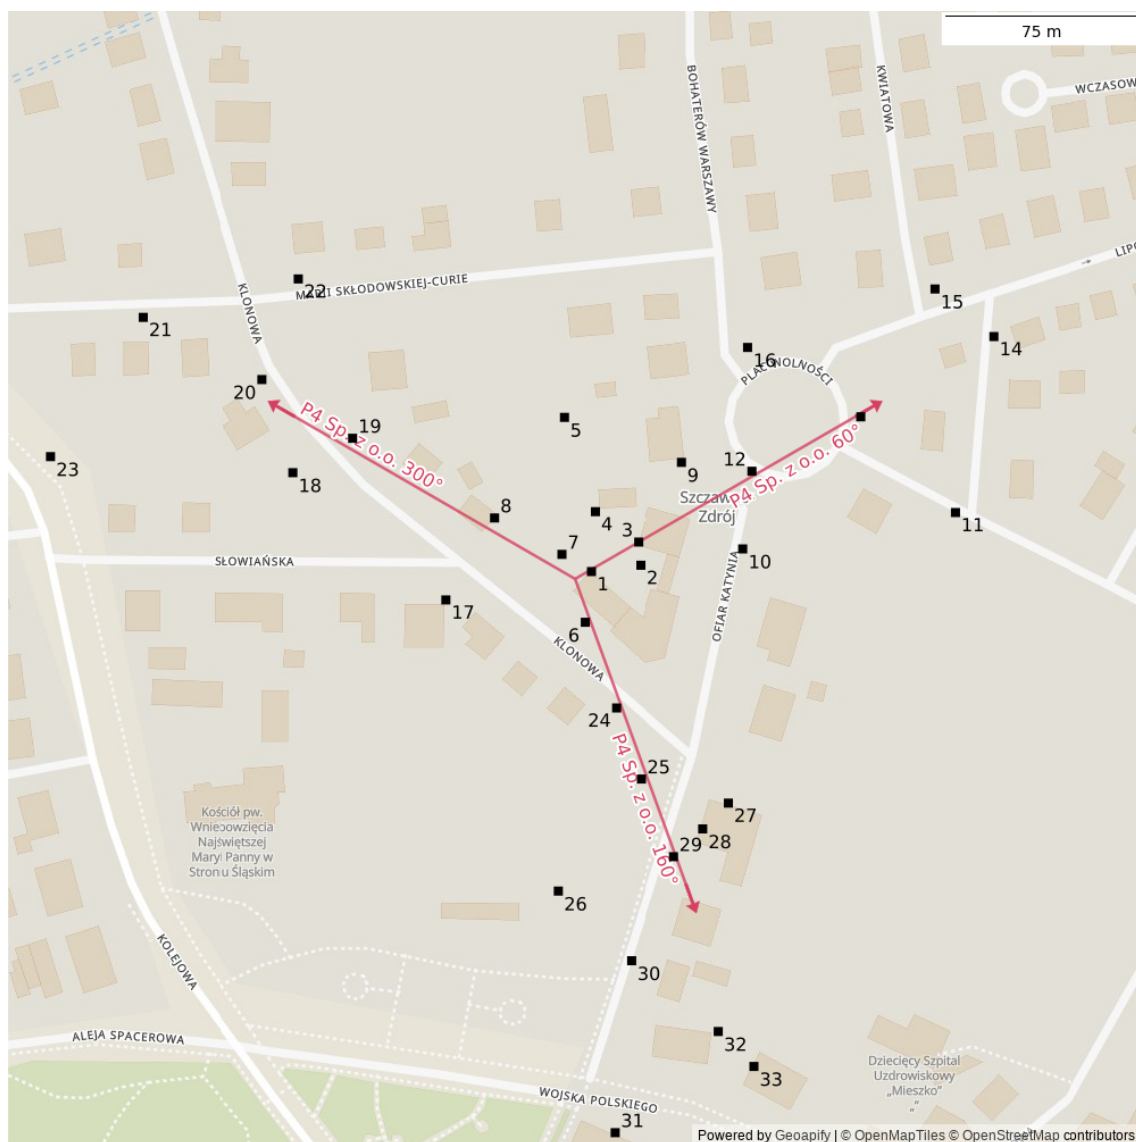 75 m
WCZASOW
KWIATOWA
BOHATERÓW WARSZAWY
LIPO
MARII SKŁODOWSKIEJ-CURIE
22
15
21
KLONOWA
14
16
PLAC WOLNOŚCI
20
P4 Sp. z o.o. 300°
19
5
P4 Sp. z o.o. 60°
23
18
9
12
Szczawno
Zdrój
8
4
11
3
7
SŁOWIAŃSKA
10
1
2
17
6
OFIAR KATYNIA
KLONOWA
24
P4 Sp. z o.o. 160°
25
27
Kościół pw.
Wniebowzięcia
Najświętszej
Maryi Panny w
Struniu Śląskim
28
29
26
KOLEJOWA
30
ALEJA SPACEROWA
32
Dziecięcy Szpital
Uzdrowiskowy
„Mieszko"
"
33
WOJSKA POLSKIEGO
31
Powered by Geoapify | © OpenMapTiles © OpenStreetMap contributors